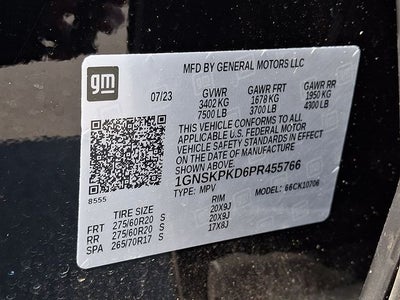 gm
MFD BY GENERAL MOTORS LLC
07/23 GVWR GAWR FRT GAWR RR
3402 KG 1678 KG 1950 KG
7500 LB 3700 LB 4300 LB
THIS VEHICLE CONFORMS TO ALL
APPLICABLE U.S. FEDERAL MOTOR
VEHICLE SAFETY STANDARDS IN EFFECT
ON THE DATE OF MANUFACTURE
SHOWN ABOVE.
1GNSKPKD6PR455766
TYPE: MPV MODEL: 66CK10706
8555
TIRE SIZE RIM
FRT 275/60R20 S 20X9J
RR 275/60R20 S 20X9J
SPA 265/70R17 S 17X8J